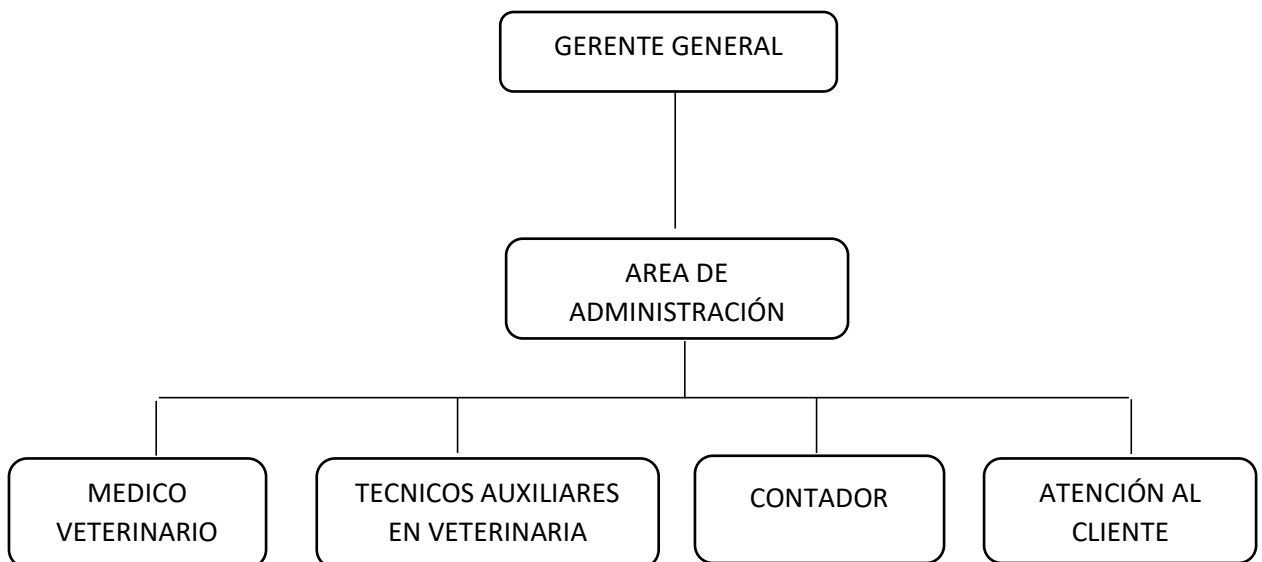 GERENTE GENERAL
AREA DE
ADMINISTRACIÓN
MEDICO
VETERINARIO
TECNICOS AUXILIARES
EN VETERINARIA
CONTADOR
ATENCIÓN AL
CLIENTE